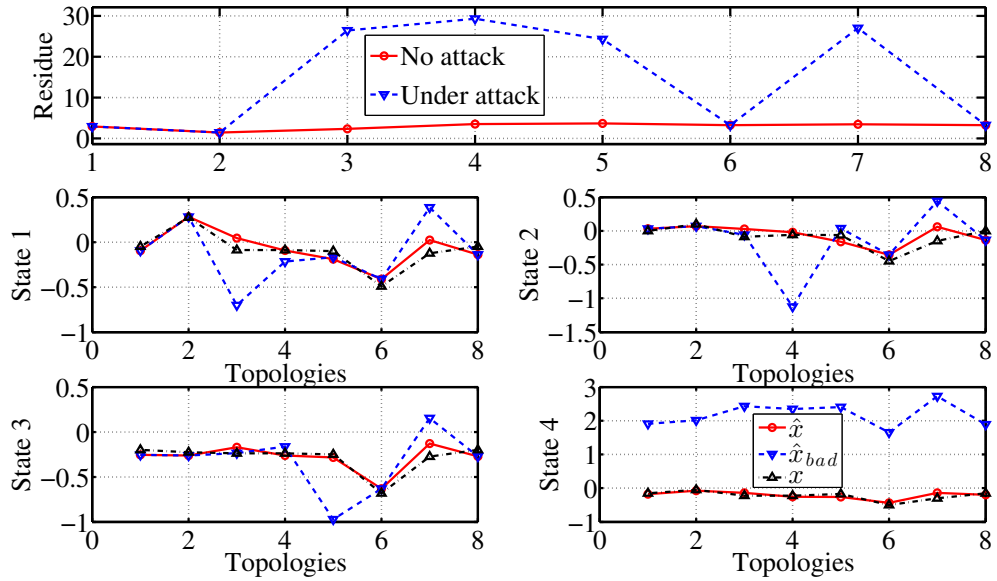 30
20
10
0
Residue
No attack
Under attack
1 2 3 4 5 6 7 8
0.5
0
−0.5
−1
State 1
0 2 4 6 8
Topologies
0.5
0
−0.5
−1
−1.5
State 2
0 2 4 6 8
Topologies
0.5
0
−0.5
−1
State 3
0 2 4 6 8
Topologies
3
2
1
0
−1
State 4
x̂
x̂bad
x
0 2 4 6 8
Topologies